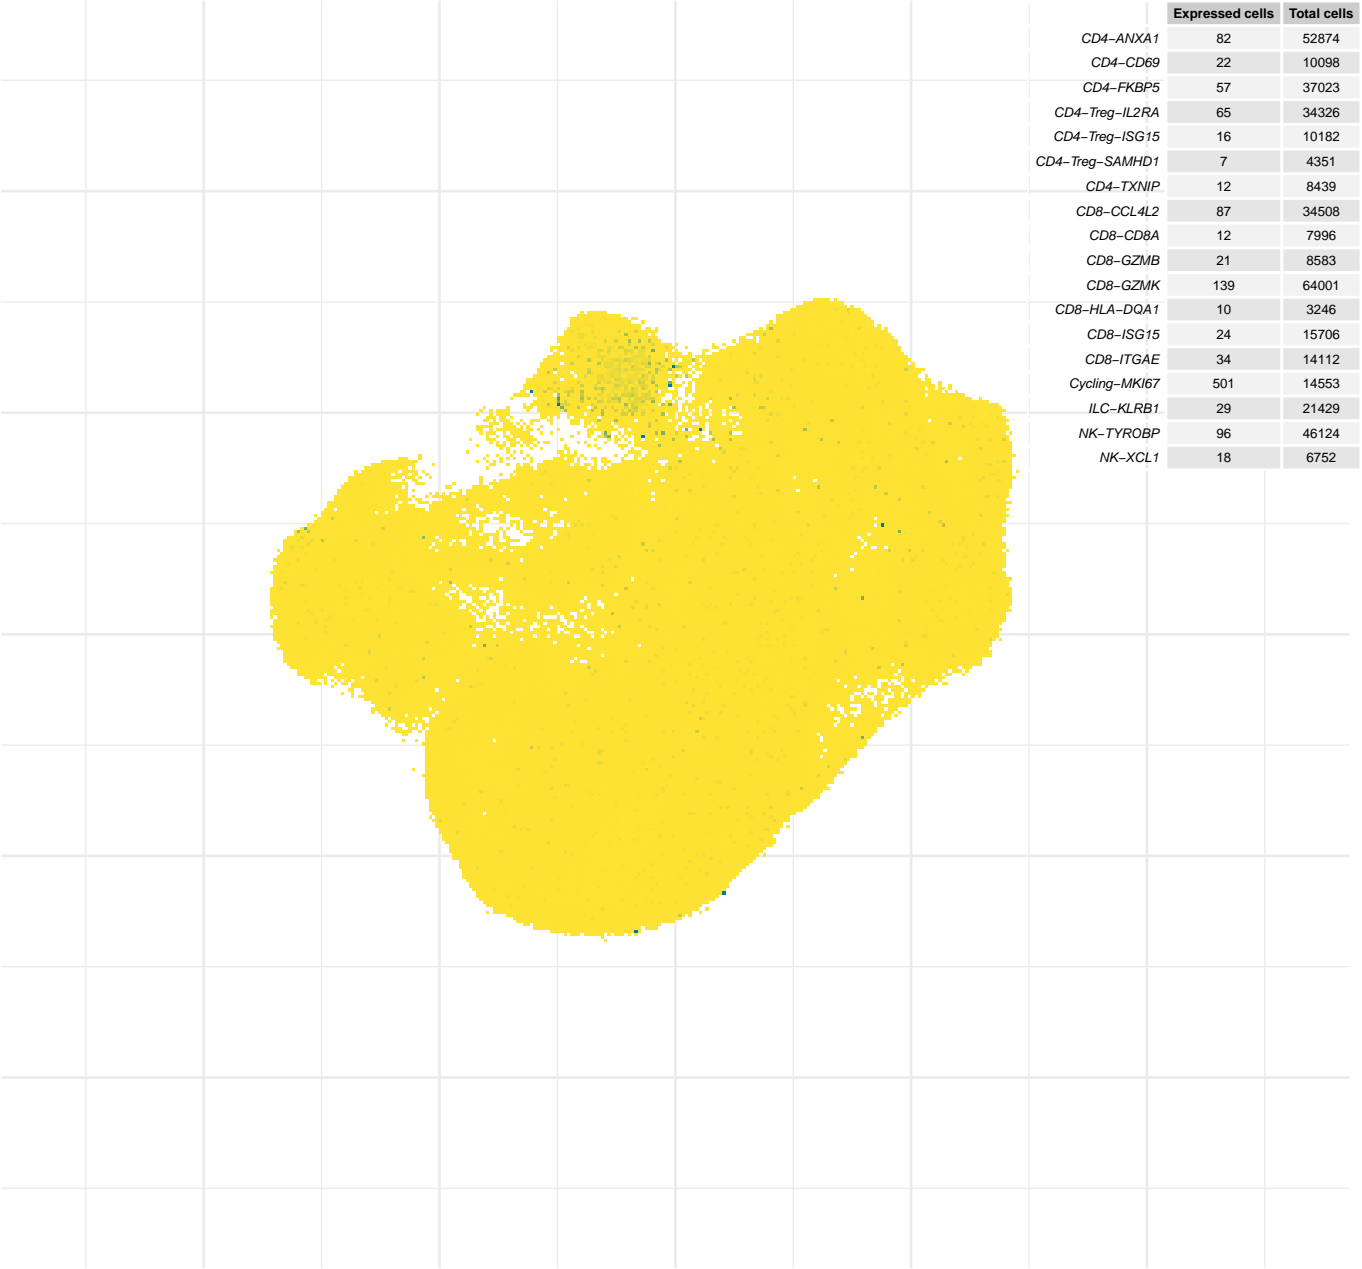 Expressed cells Total cells
CD4−ANXA1 82 52874
CD4−CD69 22 10098
CD4−FKBP5 57 37023
CD4−Treg−IL2RA 65 34326
CD4−Treg−ISG15 16 10182
CD4−Treg−SAMHD1 7 4351
CD4−TXNIP 12 8439
CD8−CCL4L2 87 34508
CD8−CD8A 12 7996
CD8−GZMB 21 8583
CD8−GZMK 139 64001
CD8−HLA−DQA1 10 3246
CD8−ISG15 24 15706
CD8−ITGAE 34 14112
Cycling−MKI67 501 14553
ILC−KLRB1 29 21429
NK−TYROBP 96 46124
NK−XCL1 18 6752